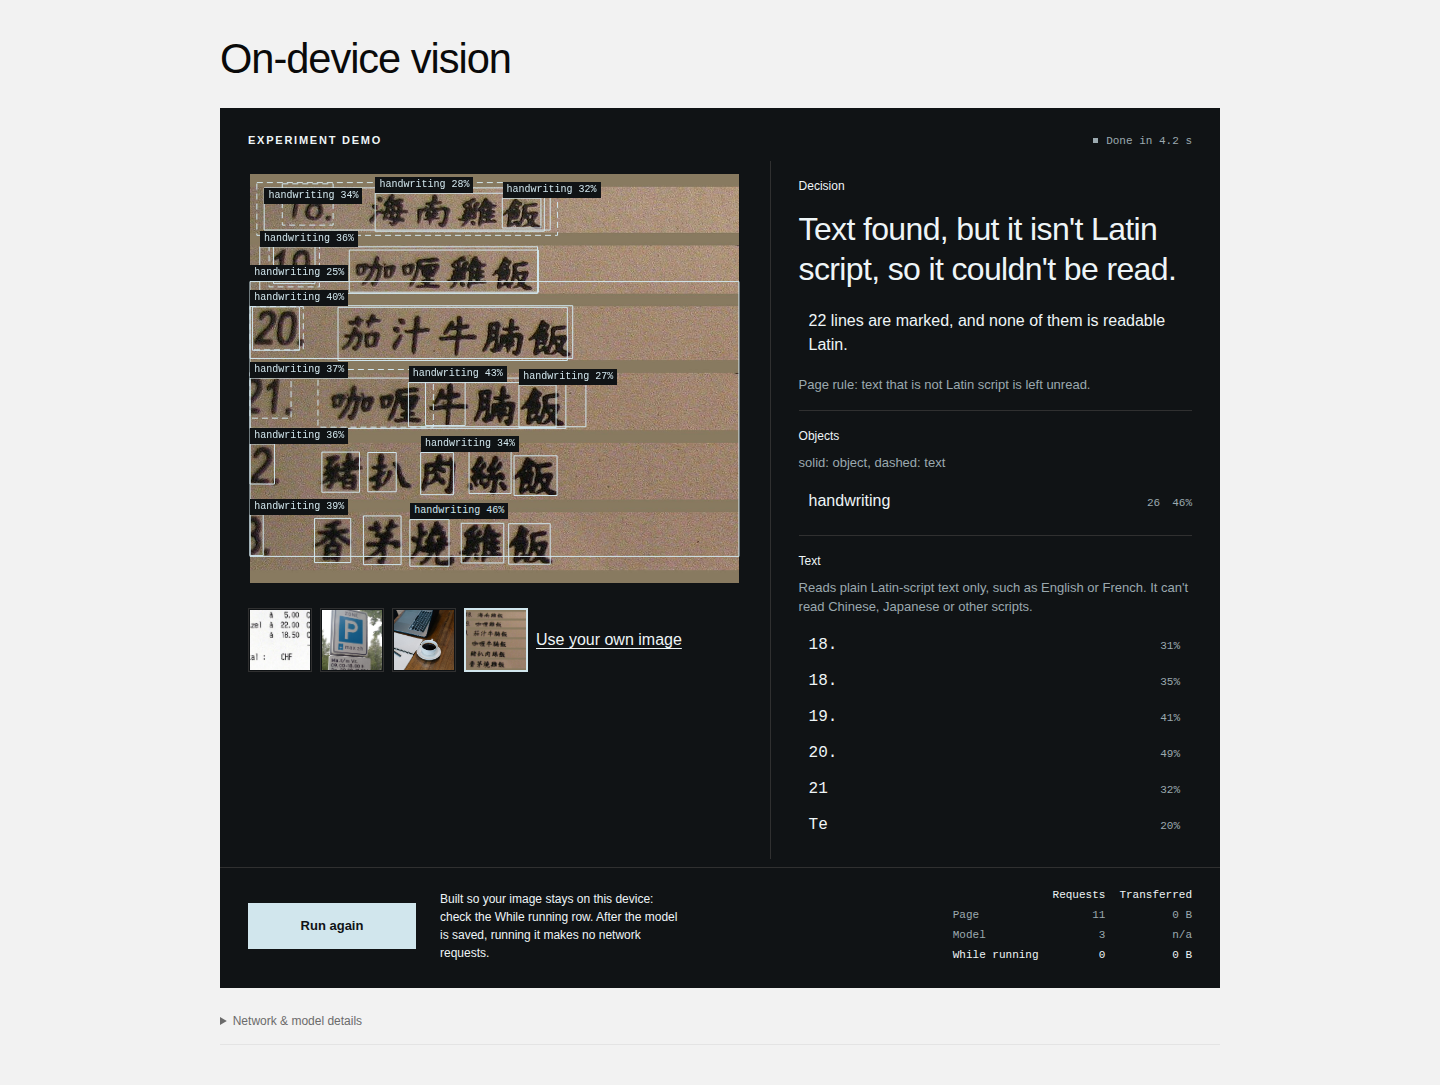 On-device vision
EXPERIMENT DEMO
Done in 4.2 s
handwriting 34%
handwriting 28%
handwriting 32%
18. 海南雞飯
handwriting 36%
19. 咖喱雞飯
handwriting 25%
handwriting 40%
20. 茄汁牛腩飯
handwriting 37%
handwriting 43%
handwriting 27%
21. 咖喱牛腩飯
handwriting 36%
handwriting 34%
2. 豬扒肉絲飯
handwriting 39%
handwriting 46%
3. 香茅燒雞飯
Use your own image
Decision
Text found, but it isn't Latin
script, so it couldn't be read.
22 lines are marked, and none of them is readable
Latin.
Page rule: text that is not Latin script is left unread.
Objects
solid: object, dashed: text
handwriting 26 46%
Text
Reads plain Latin-script text only, such as English or French. It can't
read Chinese, Japanese or other scripts.
18. 31%
18. 35%
19. 41%
20. 49%
21 32%
Te 20%
Run again
Built so your image stays on this device:
check the While running row. After the model
is saved, running it makes no network
requests.
Requests Transferred
Page 11 0 B
Model 3 n/a
While running 0 0 B
Network & model details